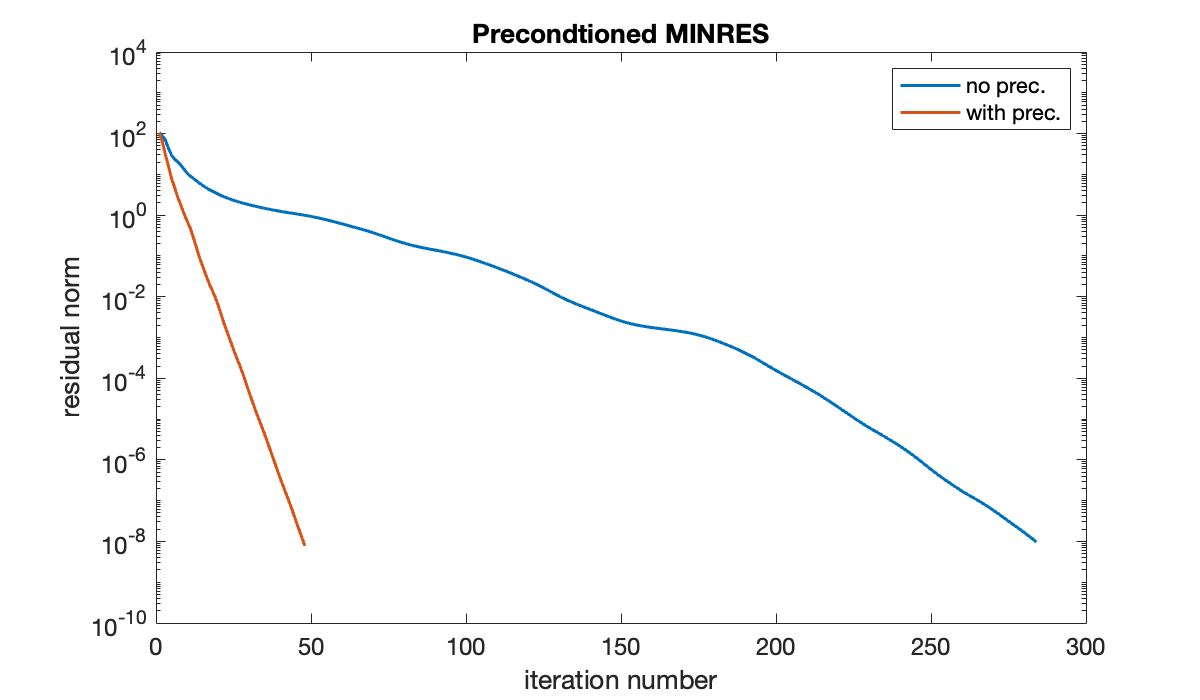 Precondtioned MINRES
no prec.
with prec.
residual norm
10^4
10^2
10^0
10^-2
10^-4
10^-6
10^-8
10^-10
0 50 100 150 200 250 300
iteration number